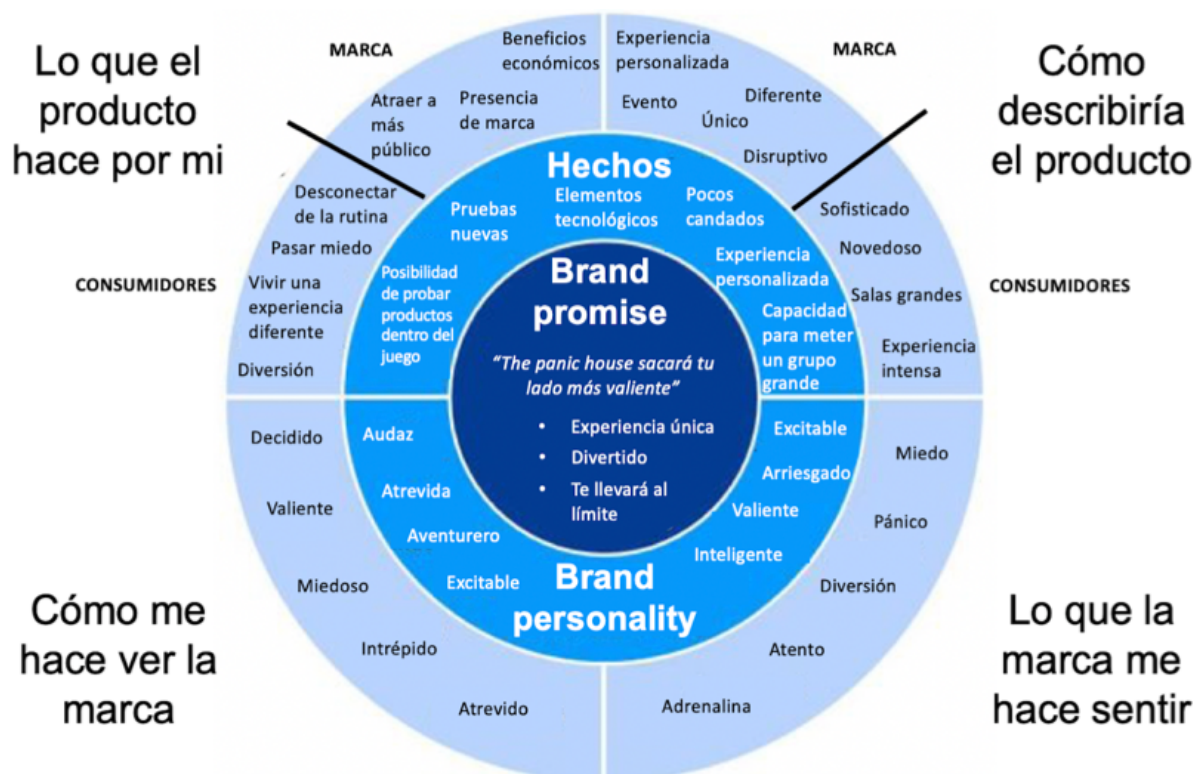 Lo que el
producto
hace por mi
MARCA
Beneficios
económicos
Atraer a
más
público
Presencia
de marca
Desconectar
de la rutina
Pasar miedo
CONSUMIDORES
Vivir una
experiencia
diferente
Diversión
Cómo
describiría
el producto
MARCA
Experiencia
personalizada
Evento
Diferente
Único
Disruptivo
Sofisticado
Novedoso
CONSUMIDORES
Salas grandes
Experiencia
intensa
Hechos
Pruebas
nuevas
Elementos
tecnológicos
Pocos
candados
Posibilidad
de probar
productos
dentro del
juego
Experiencia
personalizada
Capacidad
para meter
un grupo
grande
Brand
promise
"The panic house sacará tu
lado más valiente"
• Experiencia única
• Divertido
• Te llevará al
límite
Audaz
Atrevida
Aventurero
Excitable
Excitable
Arriesgado
Valiente
Inteligente
Brand
personality
Cómo me
hace ver la
marca
Decidido
Valiente
Miedoso
Intrépido
Atrevido
Lo que la
marca me
hace sentir
Miedo
Pánico
Diversión
Atento
Adrenalina